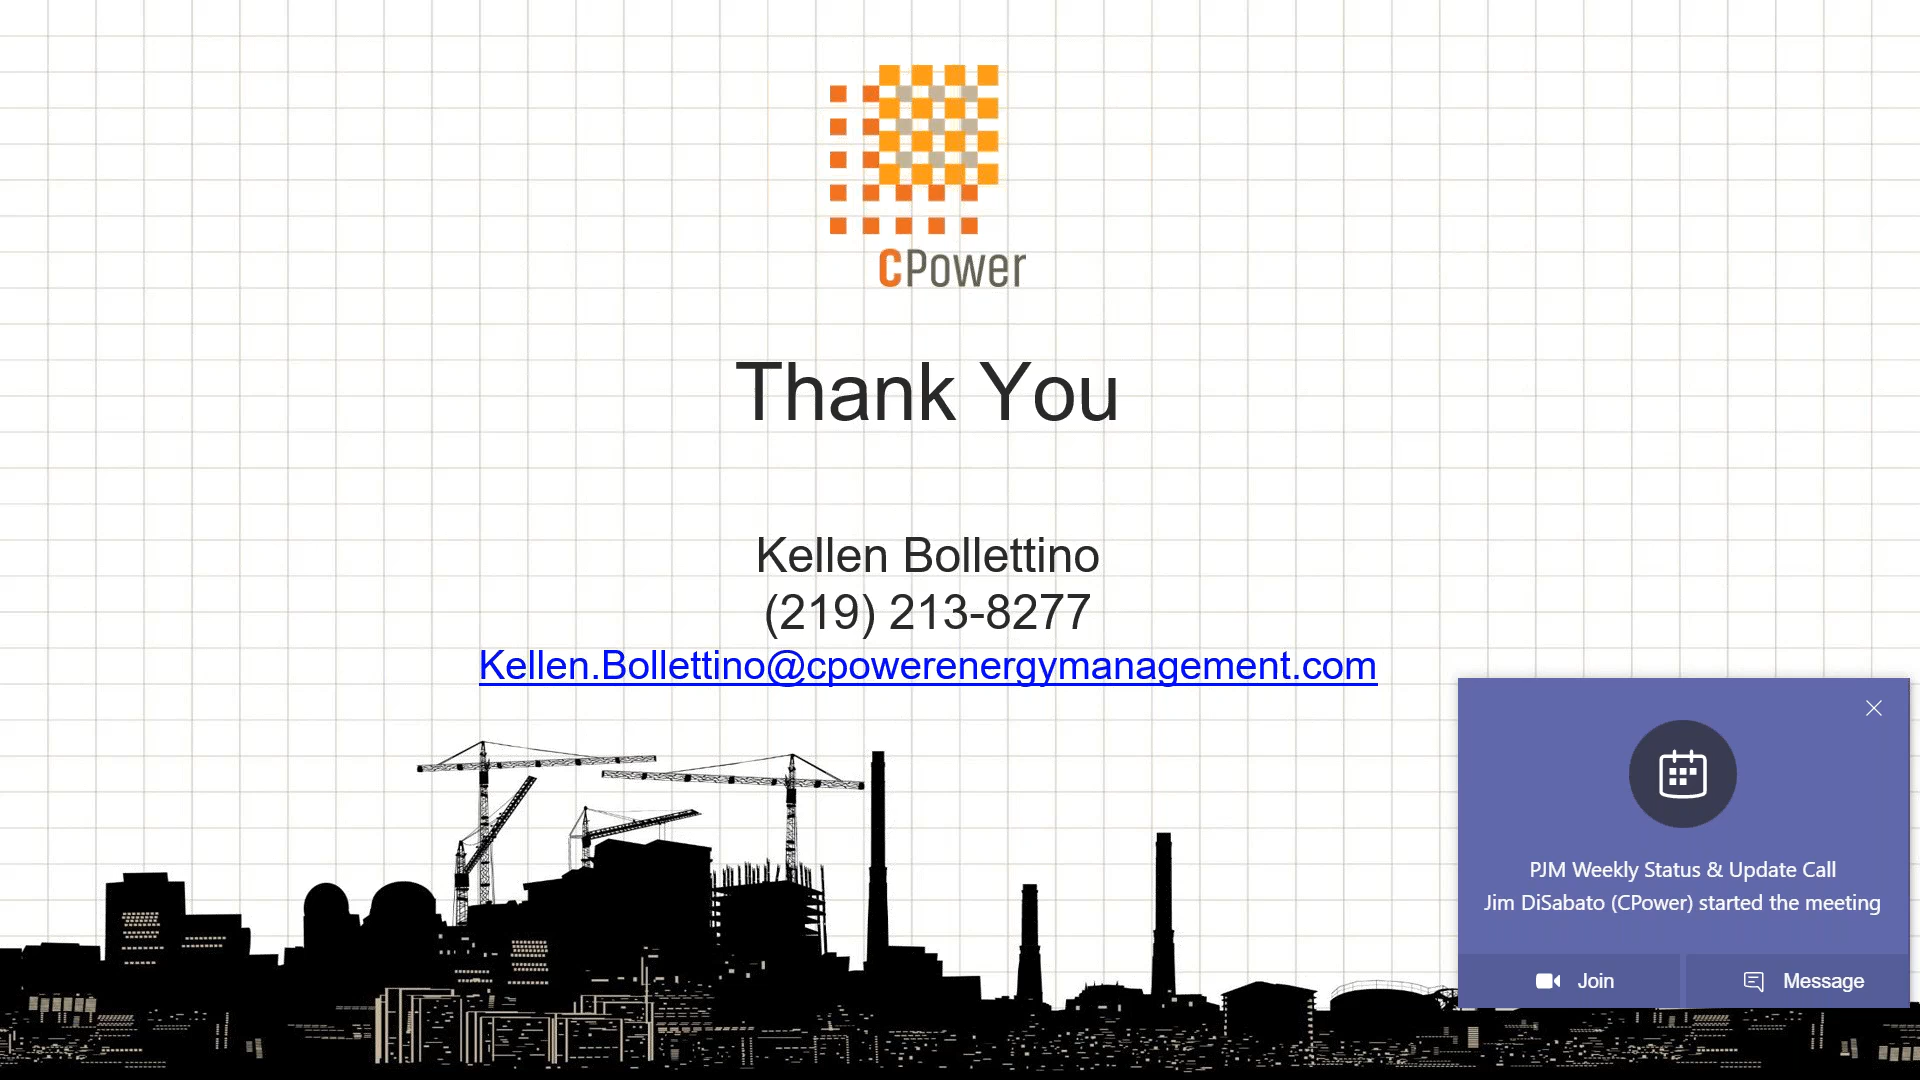 CPower
Thank You
Kellen Bollettino
(219) 213-8277
Kellen.Bollettino@cpowerenergymanagement.com
PJM Weekly Status & Update Call
Jim DiSabato (CPower) started the meeting
Join
Message